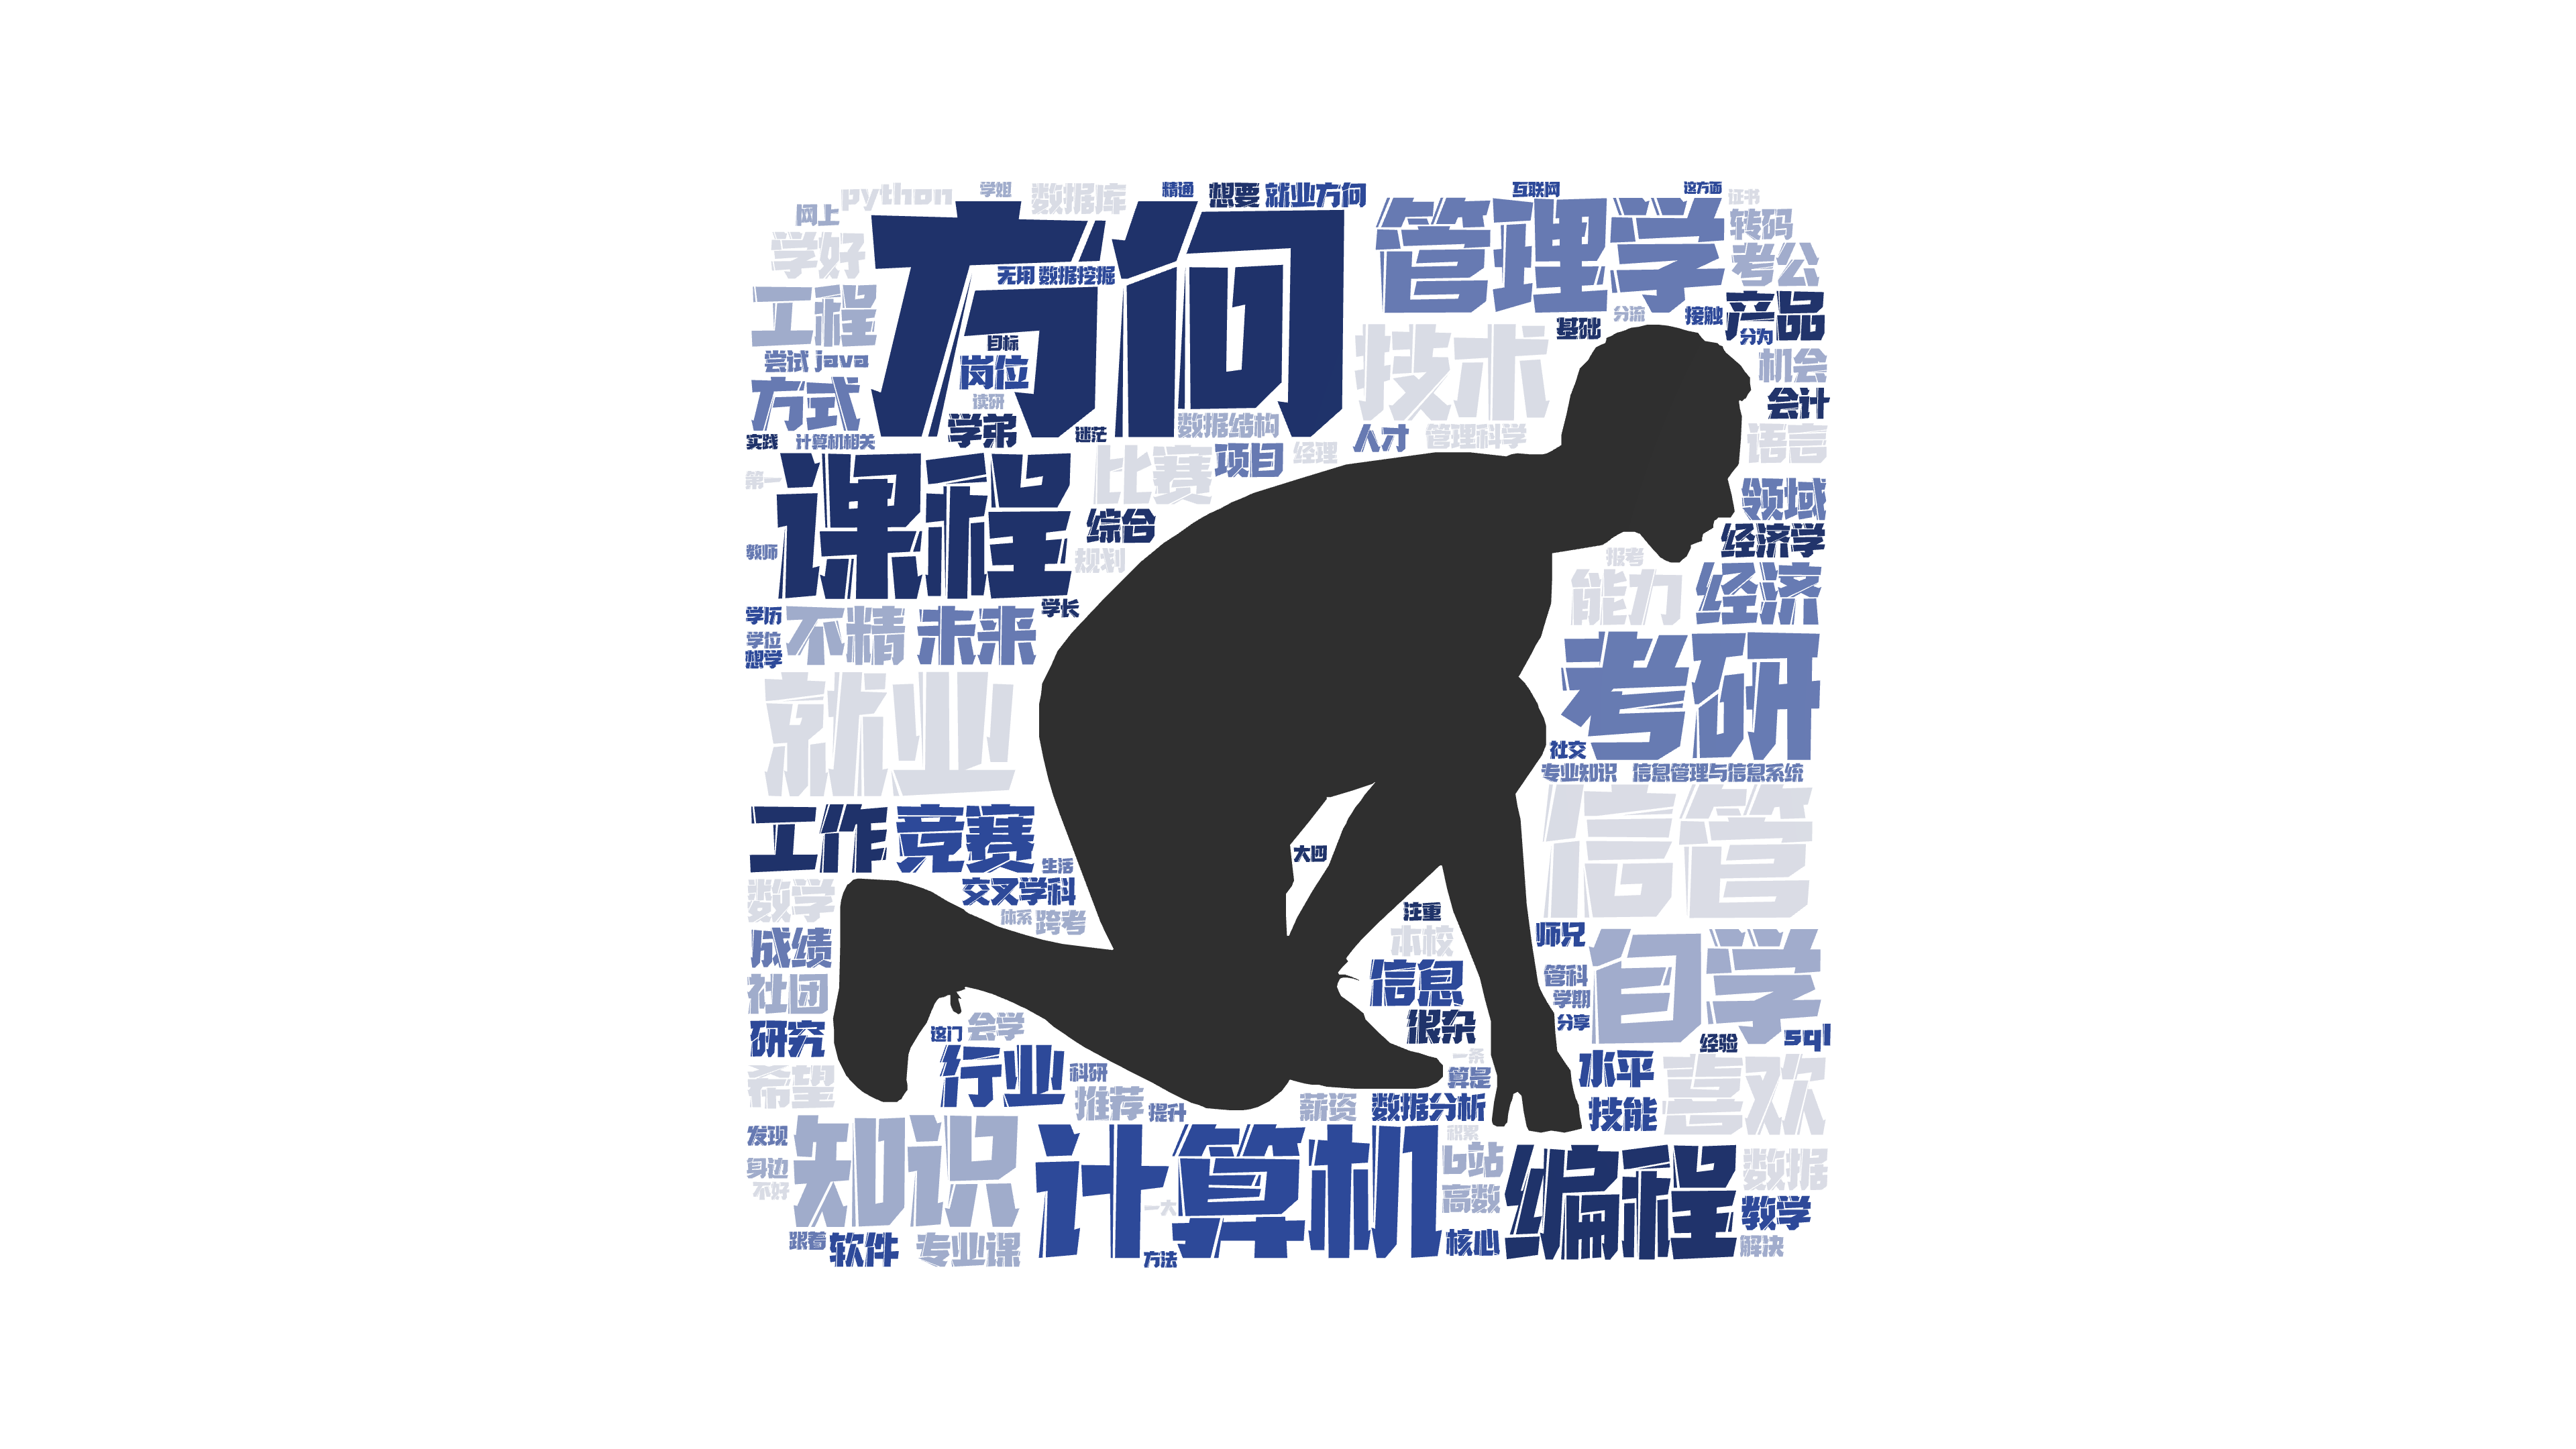 python 学姐 数据库 精通 想要 就业方向 互联网 这方面 证书
网上 方向 管理学 转码
学好 考公
无用 数据挖掘
工程 产品
分流 接触
目标 技术 基础 分为
尝试 java 岗位 机会
方式 读研 会计
学弟 迷茫 数据结构 人才 管理科学 语言
实践 计算机相关
比赛 项目 经理
第一 课程 领域
综合 经济学
教师 规划 报考
能力 经济
学历 不精 未来 学长
学位
想学
就业 考研
社交
专业知识 信息管理与信息系统
工作 竞赛 大四 信管
生活
数学 交叉学科 注重
体系 跨考
成绩 本校 师兄 自学
社团 信息 管科
学期
研究 这门 会学 很杂 分享 sql
经验
希望 行业 科研 一条 水平 喜欢
算是
推荐 提升 薪资 数据分析 技能
发现 知识 计算机 积累 编程
身边 b站 数据
不好 一大 高数 教学
跟着 软件 专业课 方法 核心 解决